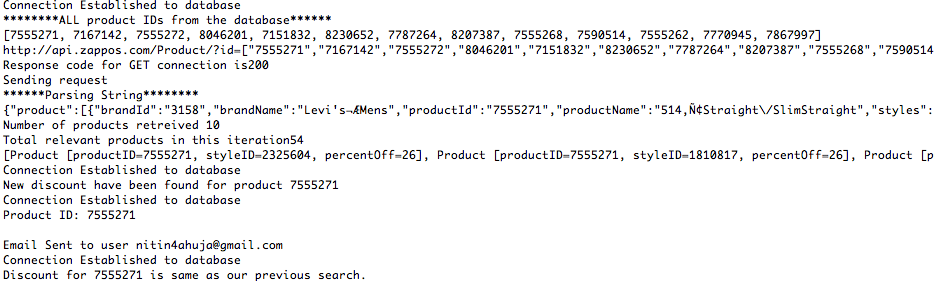 Connection Established to database
********ALL product IDs from the database******
[7555271, 7167142, 7555272, 8046201, 7151832, 8230652, 7787264, 8207387, 7555268, 7590514, 7555262, 7770945, 7867997]
http://api.zappos.com/Product/?id=["7555271","7167142","7555272","8046201","7151832","8230652","7787264","8207387","7555268","7590514
Response code for GET connection is200
Sending request
******Parsing String********
{"product":[{"brandId":"3158","brandName":"Levi's¬ÆMens","productId":"7555271","productName":"514‚Ñ¢Straight\/SlimStraight","styles":
Number of products retreived 10
Total relevant products in this iteration54
[Product [productID=7555271, styleID=2325604, percentOff=26], Product [productID=7555271, styleID=1810817, percentOff=26], Product [p
Connection Established to database
New discount have been found for product 7555271
Connection Established to database
Product ID: 7555271
Email Sent to user nitin4ahuja@gmail.com
Connection Established to database
Discount for 7555271 is same as our previous search.